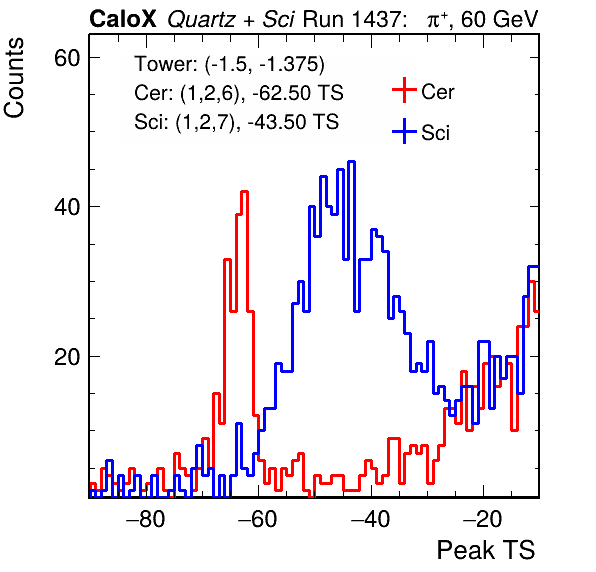 CaloX Quartz + Sci Run 1437: π+, 60 GeV
Counts
60
40
20
Tower: (-1.5, -1.375)
Cer: (1,2,6), -62.50 TS
Sci: (1,2,7), -43.50 TS
Cer
Sci
−80 −60 −40 −20
Peak TS